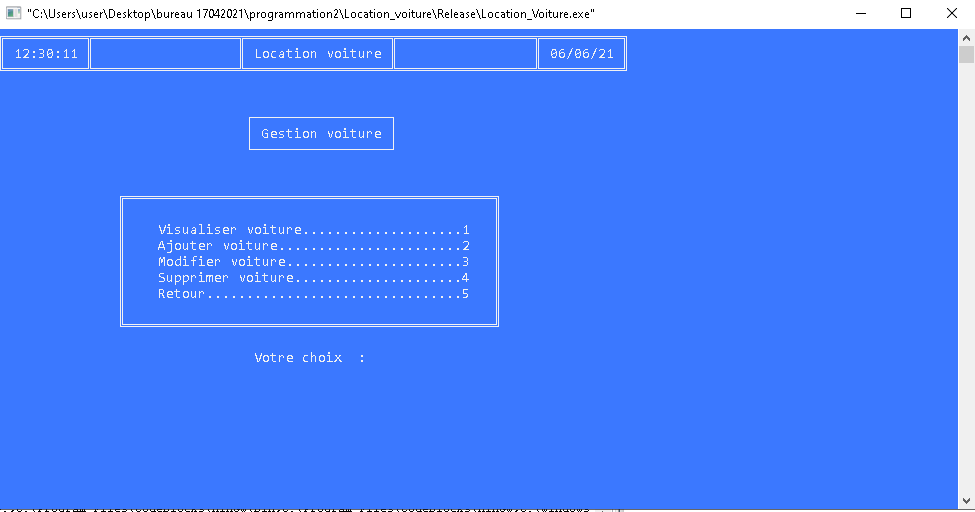 "C:\Users\user\Desktop\bureau 17042021\programmation2\Location_voiture\Release\Location_Voiture.exe"
12:30:11 Location voiture 06/06/21
Gestion voiture
Visualiser voiture....................1
Ajouter voiture.......................2
Modifier voiture......................3
Supprimer voiture.....................4
Retour................................5
Votre choix :